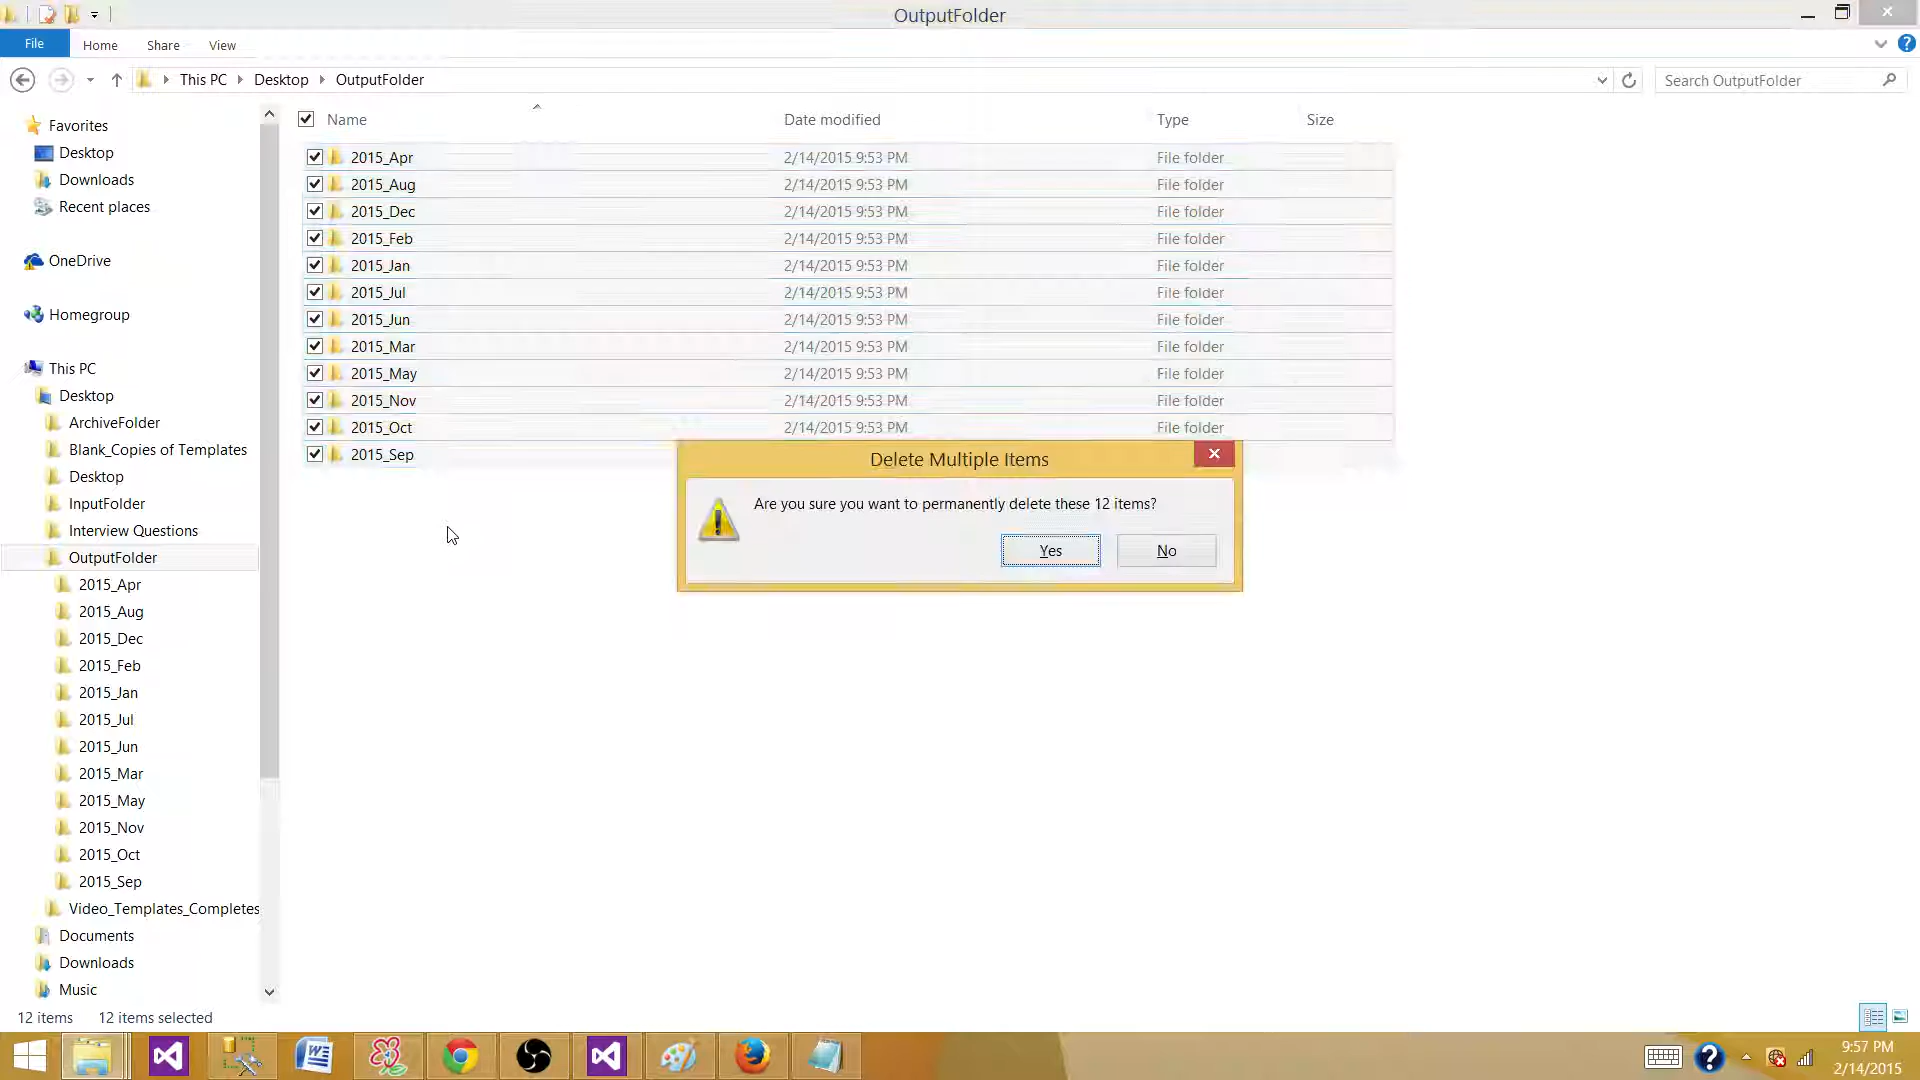 OutputFolder
File Home Share View
This PC Desktop OutputFolder
Search OutputFolder
Name Date modified Type Size
2015_Apr 2/14/2015 9:53 PM File folder
2015_Aug 2/14/2015 9:53 PM File folder
2015_Dec 2/14/2015 9:53 PM File folder
2015_Feb 2/14/2015 9:53 PM File folder
2015_Jan 2/14/2015 9:53 PM File folder
2015_Jul 2/14/2015 9:53 PM File folder
2015_Jun 2/14/2015 9:53 PM File folder
2015_Mar 2/14/2015 9:53 PM File folder
2015_May 2/14/2015 9:53 PM File folder
2015_Nov 2/14/2015 9:53 PM File folder
2015_Oct 2/14/2015 9:53 PM File folder
2015_Sep
Delete Multiple Items
Are you sure you want to permanently delete these 12 items?
Yes No
Favorites
Desktop
Downloads
Recent places
OneDrive
Homegroup
This PC
Desktop
ArchiveFolder
Blank_Copies of Templates
Desktop
InputFolder
Interview Questions
OutputFolder
2015_Apr
2015_Aug
2015_Dec
2015_Feb
2015_Jan
2015_Jul
2015_Jun
2015_Mar
2015_May
2015_Nov
2015_Oct
2015_Sep
Video_Templates_Completes
Documents
Downloads
Music
12 items 12 items selected
9:57 PM
2/14/2015